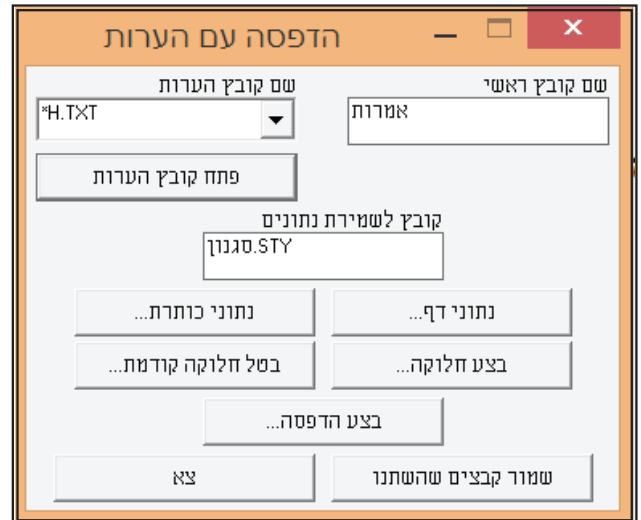 הדפסה עם הערות
שם קובץ ראשי
שם קובץ הערות
אמרות
*H.TXT
פתח קובץ הערות
קובץ לשמירת נתונים
סגנון.STY
נתוני דף...
נתוני כותרת...
בצע חלוקה...
בטל חלוקה קודמת...
בצע הדפסה...
שמור קבצים שהשתנו
צא